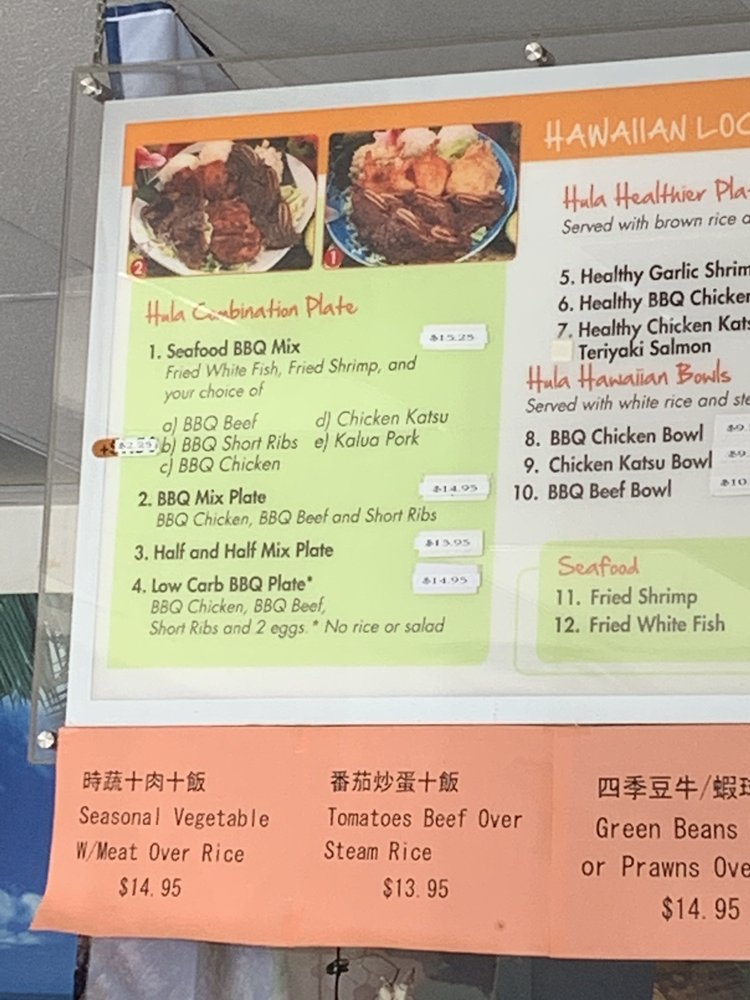 HAWAIIAN
2
1
Hula Combination Plate
1. Seafood BBQ Mix $15.25
Fried White Fish, Fried Shrimp, and
your choice of
a) BBQ Beef d) Chicken Katsu
b) BBQ Short Ribs e) Kalua Pork
c) BBQ Chicken
2. BBQ Mix Plate $14.95
BBQ Chicken, BBQ Beef and Short Ribs
3. Half and Half Mix Plate $13.95
4. Low Carb BBQ Plate* $14.95
BBQ Chicken, BBQ Beef,
Short Ribs and 2 eggs.* No rice or salad
Hula Healthier
Served with brown rice
5. Healthy Garlic
6. Healthy BBQ
7. Healthy Chicken
Teriyaki Salmon
Hula Hawaiian Bowls
Served with white rice and
8. BBQ Chicken Bowl
9. Chicken Katsu Bowl
10. BBQ Beef Bowl
Seafood
11. Fried Shrimp
12. Fried White Fish
時蔬十肉十飯
Seasonal Vegetable
W/Meat Over Rice
$14.95
番茄炒蛋十飯
Tomatoes Beef Over
Steam Rice
$13.95
四季豆牛/蝦
Green Beans
or Prawns
$14.95